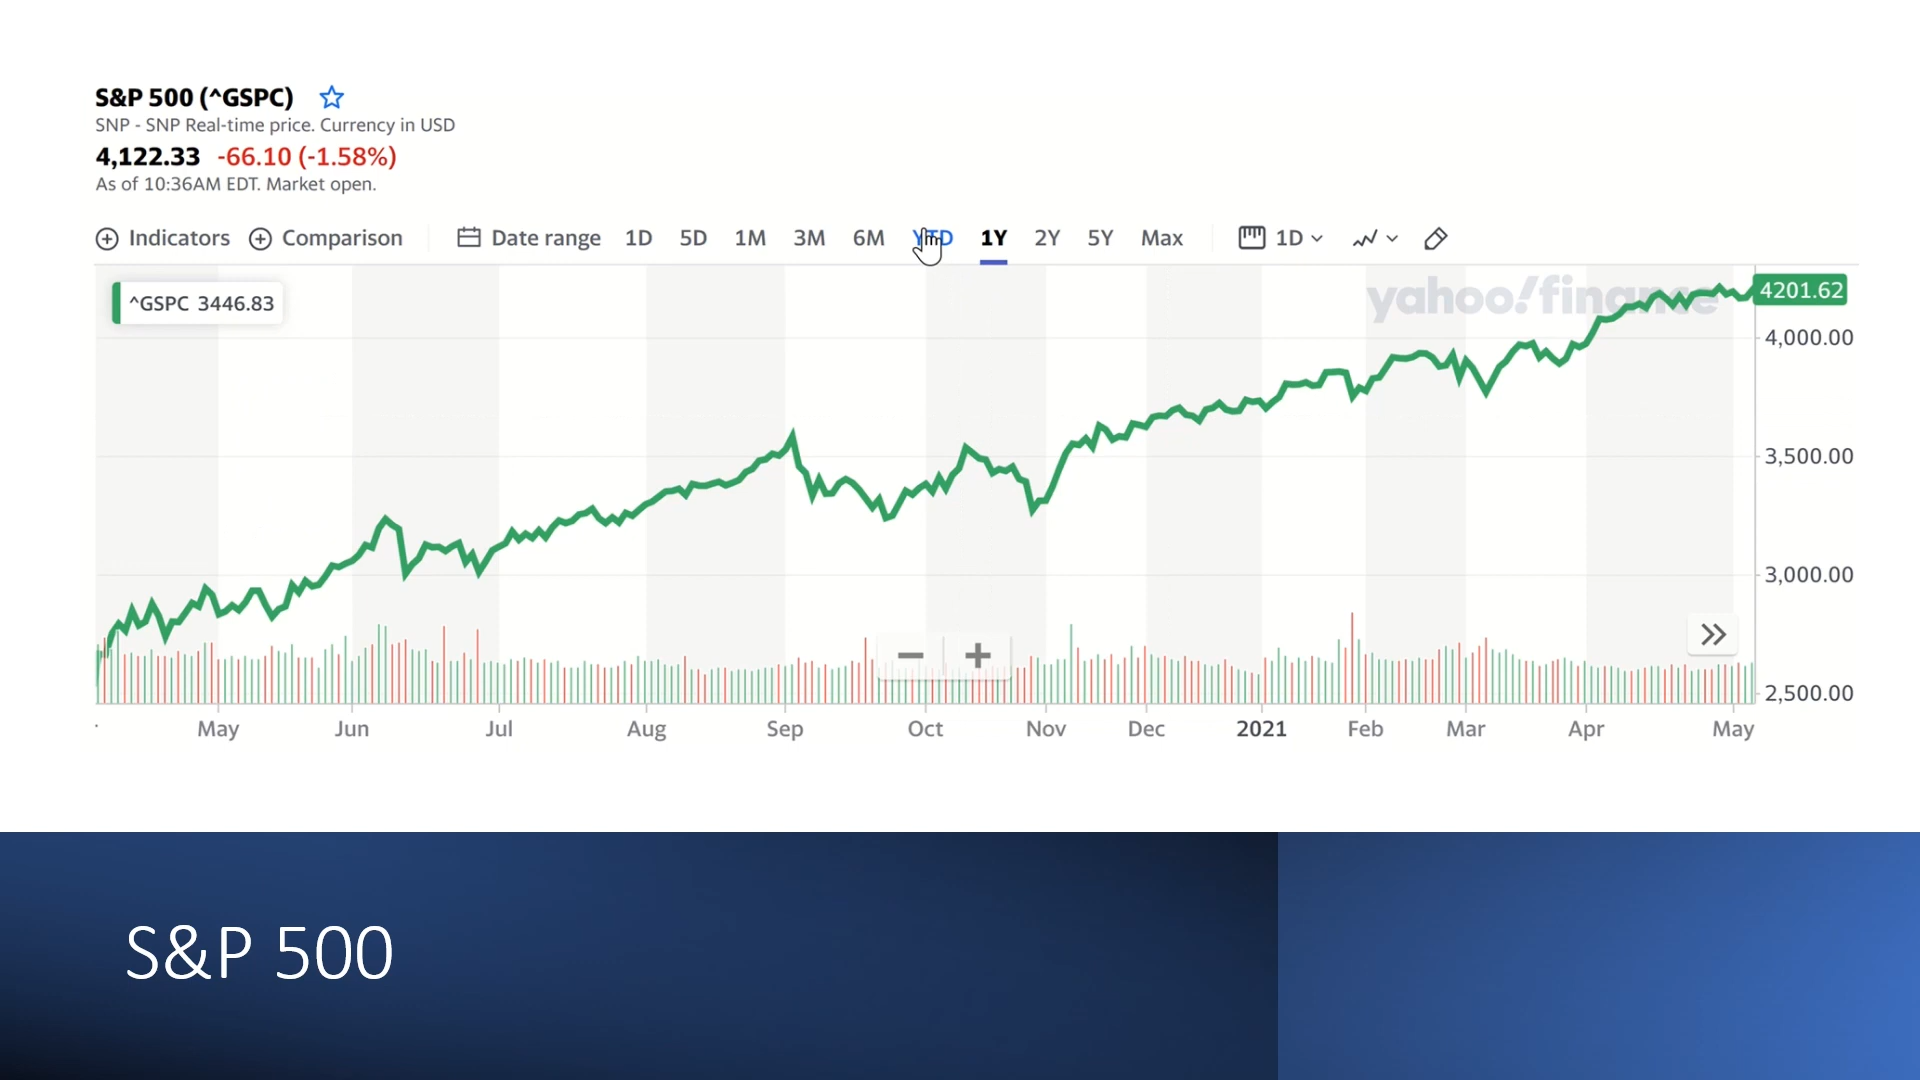 S&P 500 (^GSPC)
SNP - SNP Real-time price. Currency in USD
4,122.33 -66.10 (-1.58%)
As of 10:36AM EDT. Market open.
Indicators Comparison Date range 1D 5D 1M 3M 6M YTD 1Y 2Y 5Y Max 1D
^GSPC 3446.83
yahoo!finance
4201.62
4,000.00
3,500.00
3,000.00
2,500.00
May Jun Jul Aug Sep Oct Nov Dec 2021 Feb Mar Apr May
S&P 500